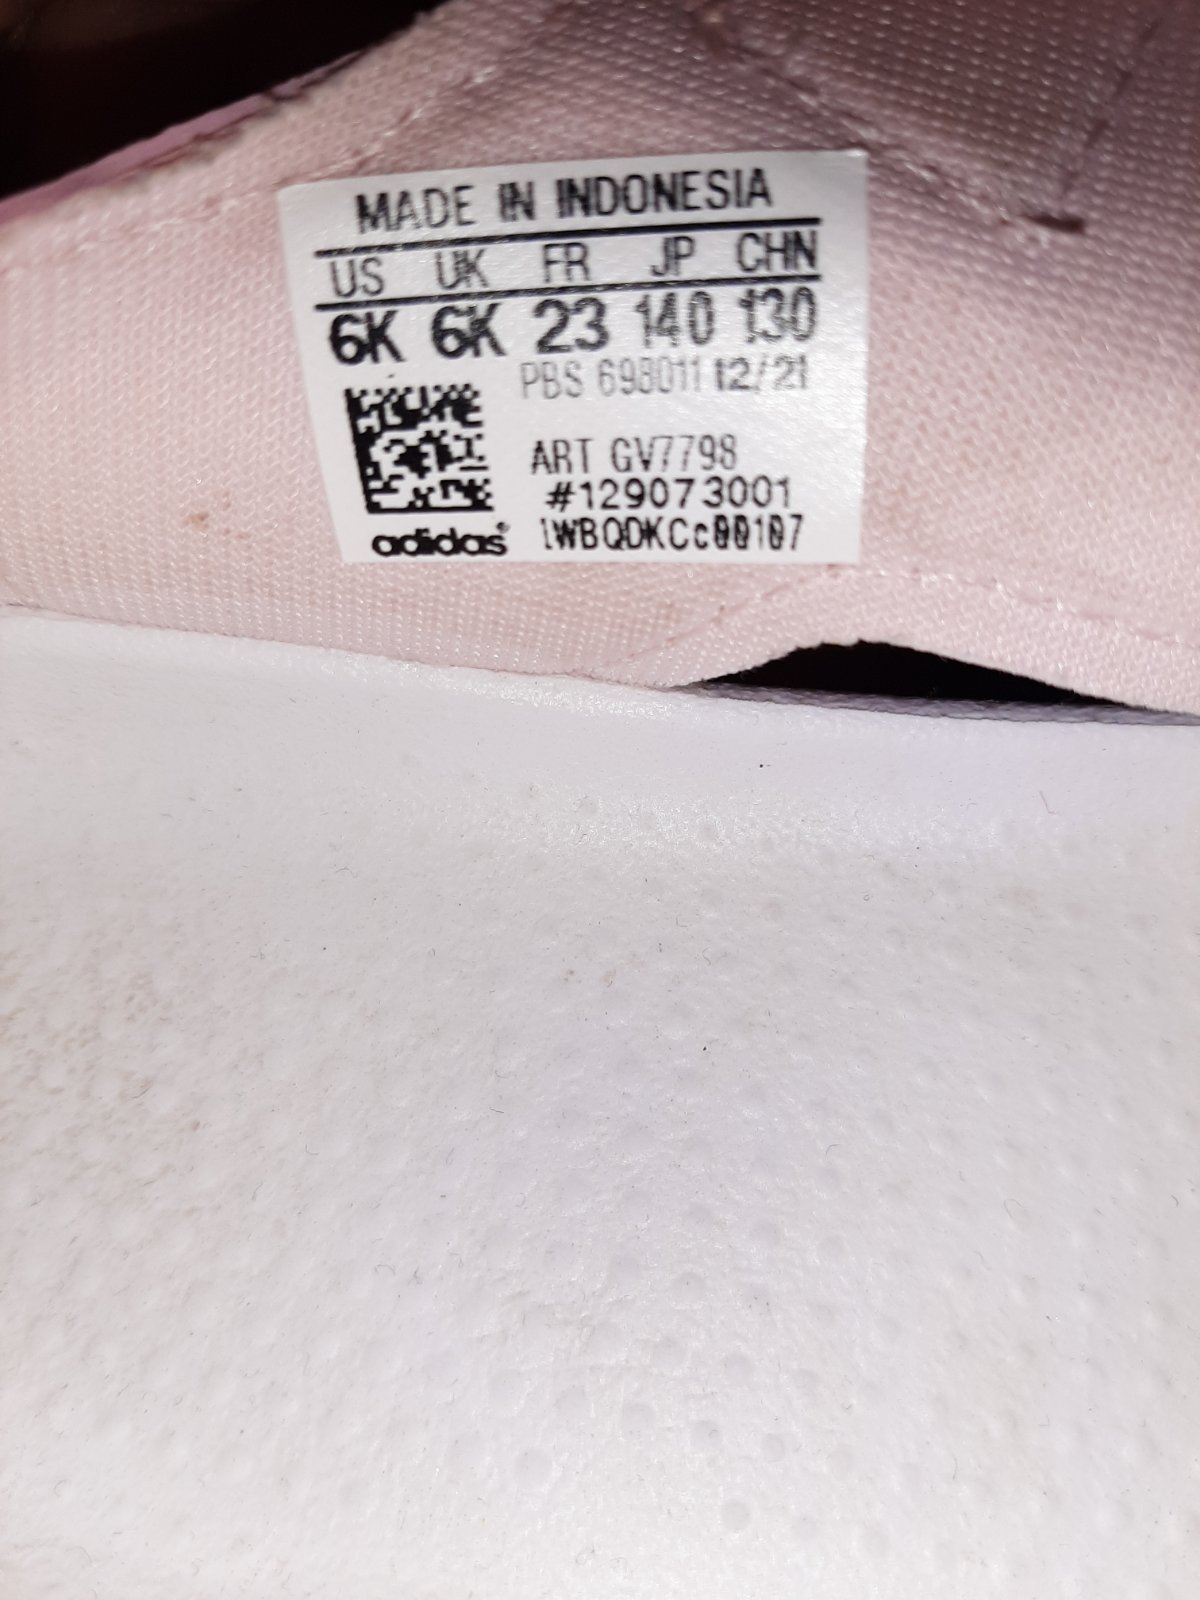 MADE IN INDONESIA
US UK FR JP CHN
6K 6K 23 140 130
PBS 698011 12/21
ART GV7798
#129073001
adidas® 1WBQDKCc00107